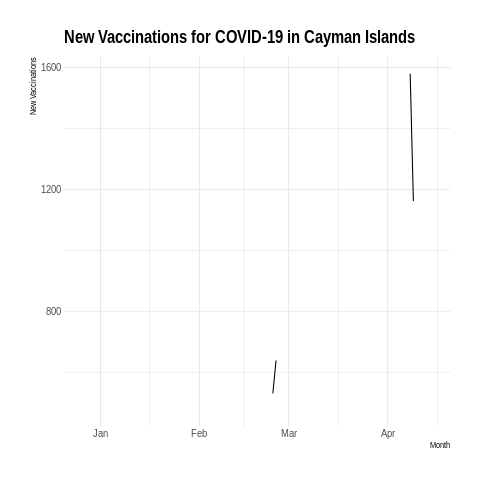 New Vaccinations for COVID-19 in Cayman Islands
New Vaccinations
1600
1200
800
Jan Feb Mar Apr
Month